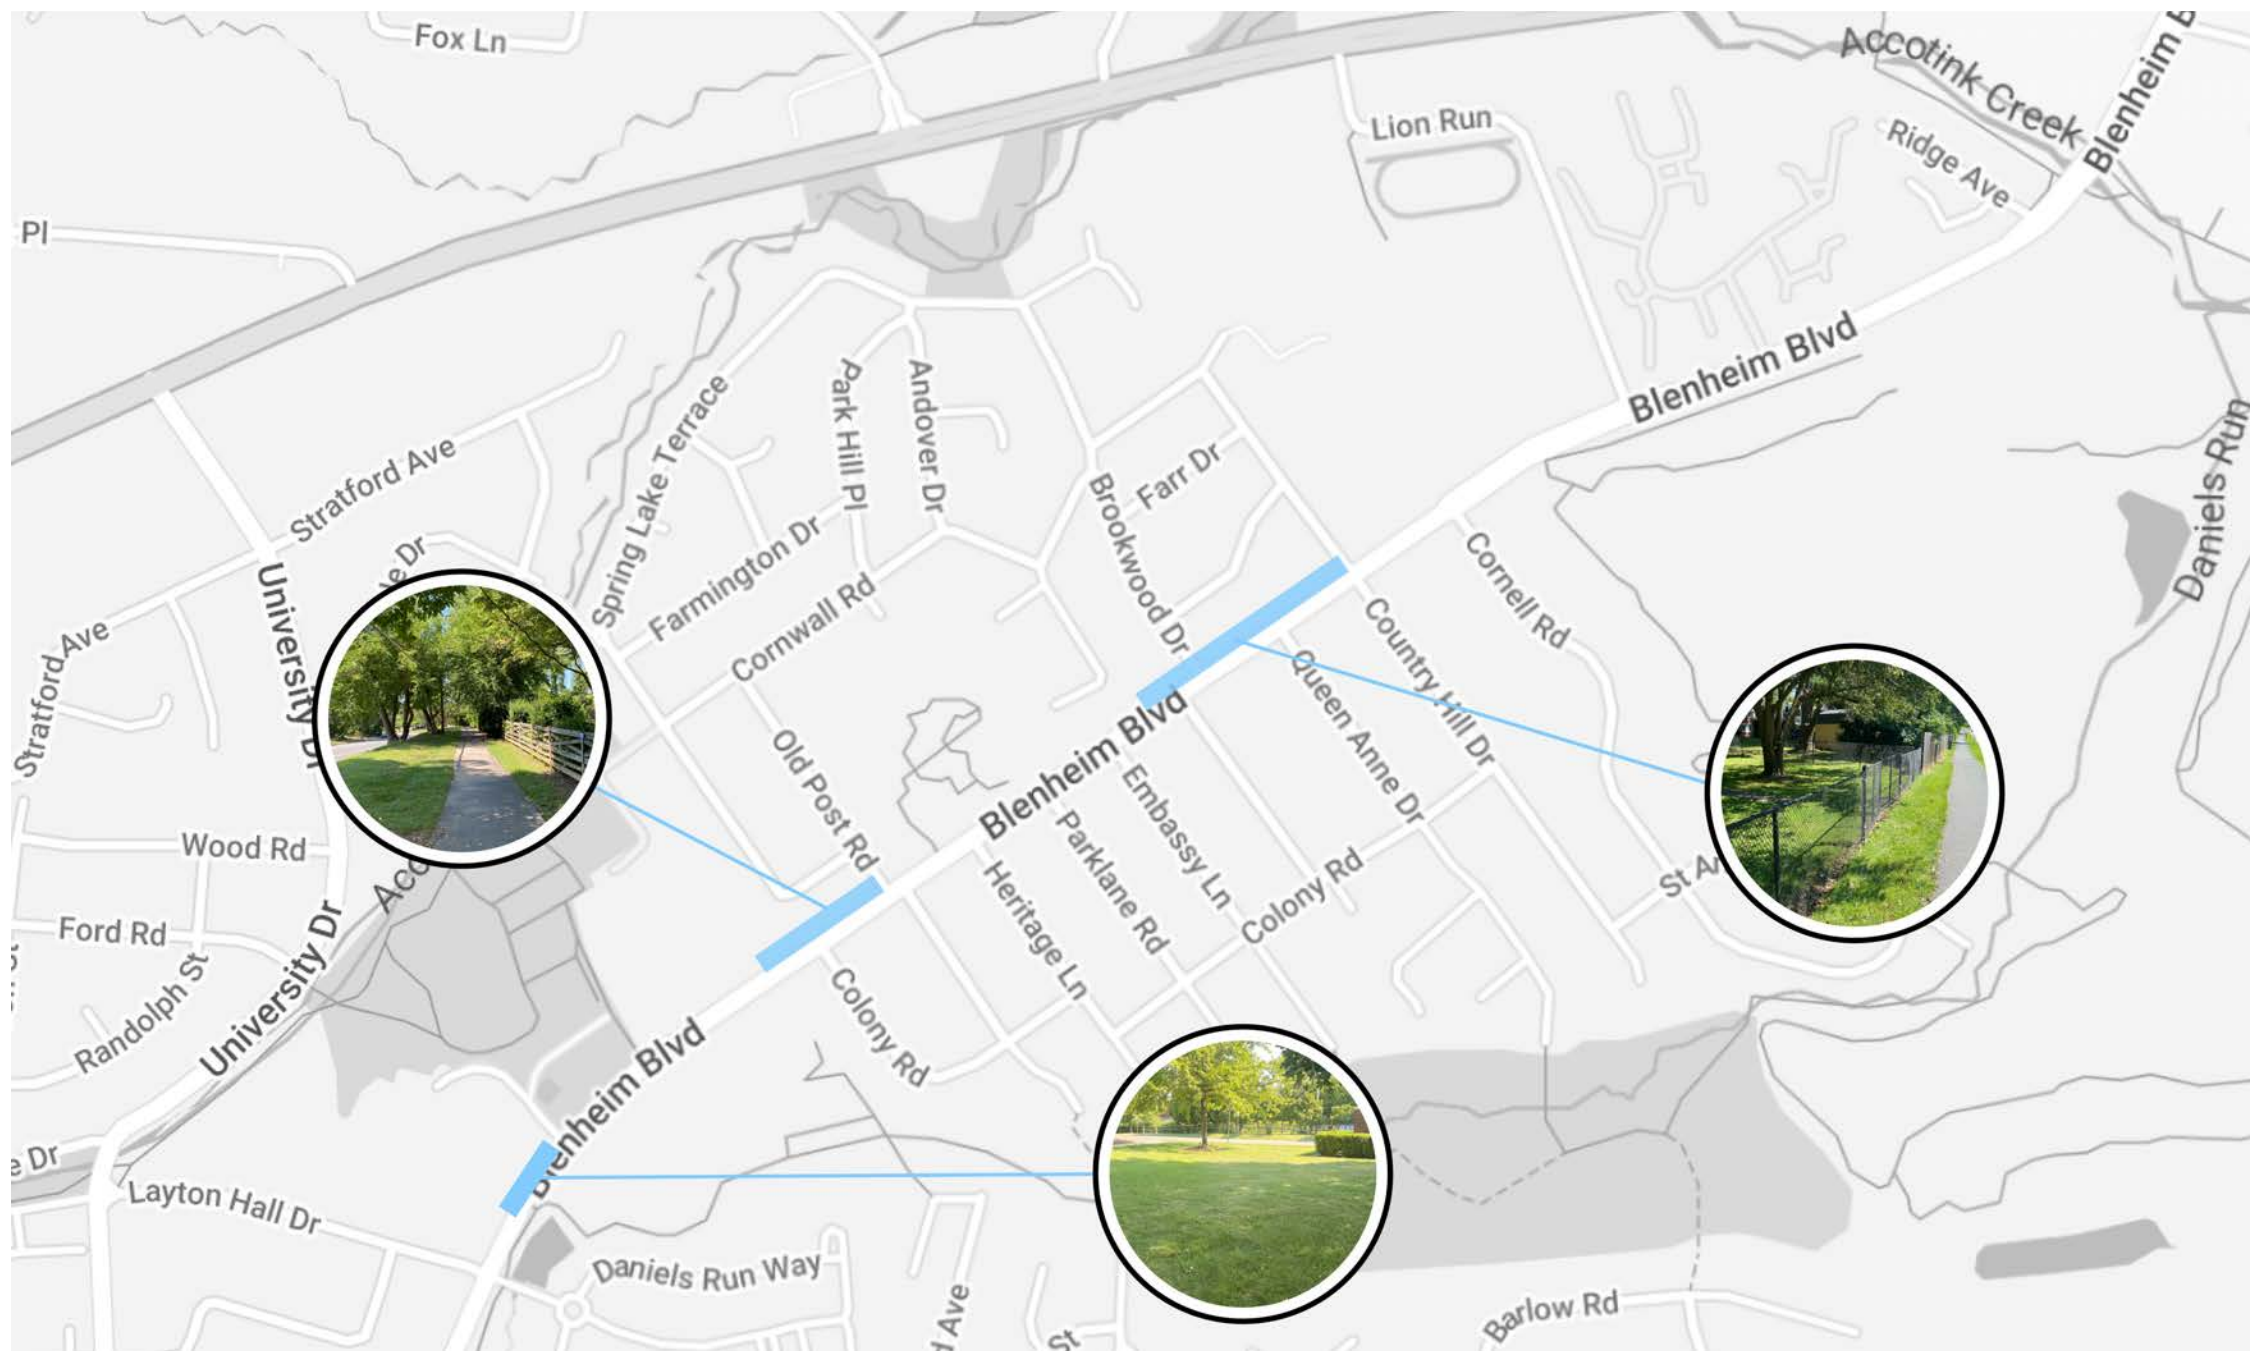 Fox Ln
Accotink Creek
Blenheim B
Lion Run
Ridge Ave
Pl
Blenheim Blvd
Daniels Run
Stratford Ave
Spring Lake Terrace
Park Hill Pl
Andover Dr
Farr Dr
Brookwood Dr
Farmington Dr
Cornwall Rd
University Dr
Stratford Ave
Cornell Rd
Country Hill Dr
Queen Anne Dr
Old Post Rd
Blenheim Blvd
Embassy Ln
Parklane Rd
Heritage Ln
Colony Rd
St
Wood Rd
Ford Rd
Randolph St
University Dr
Colony Rd
Blenheim Blvd
Dr
Layton Hall Dr
Daniels Run Way
Ave
St
Barlow Rd